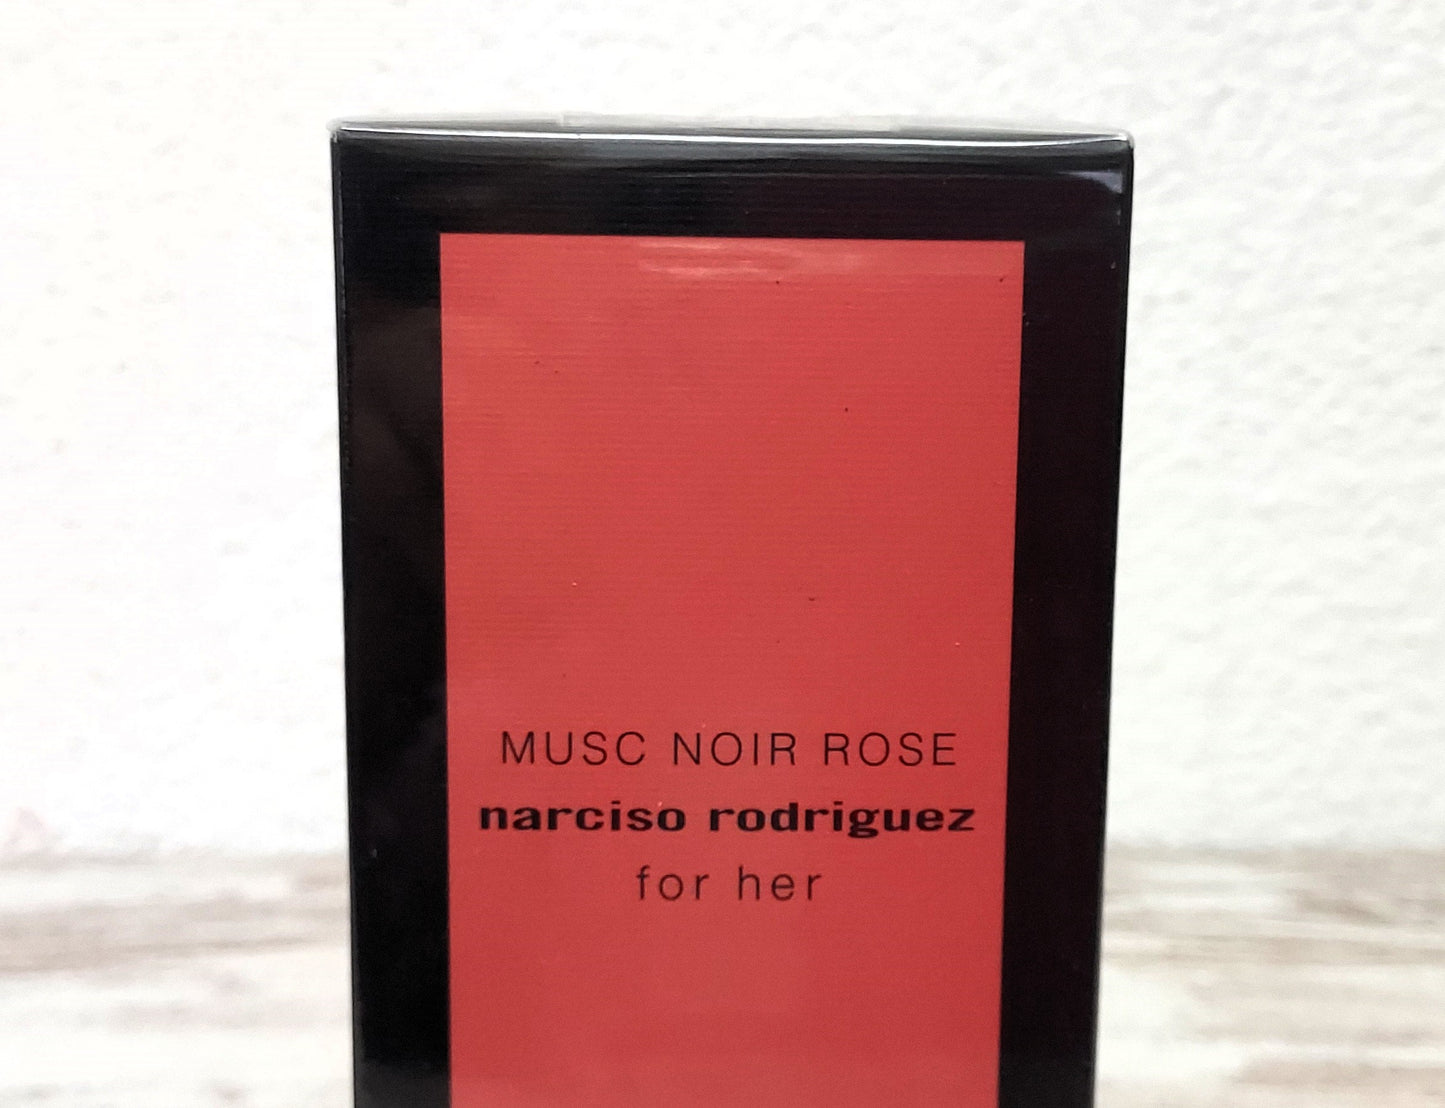 MUSC NOIR ROSE
narciso rodriguez
for her